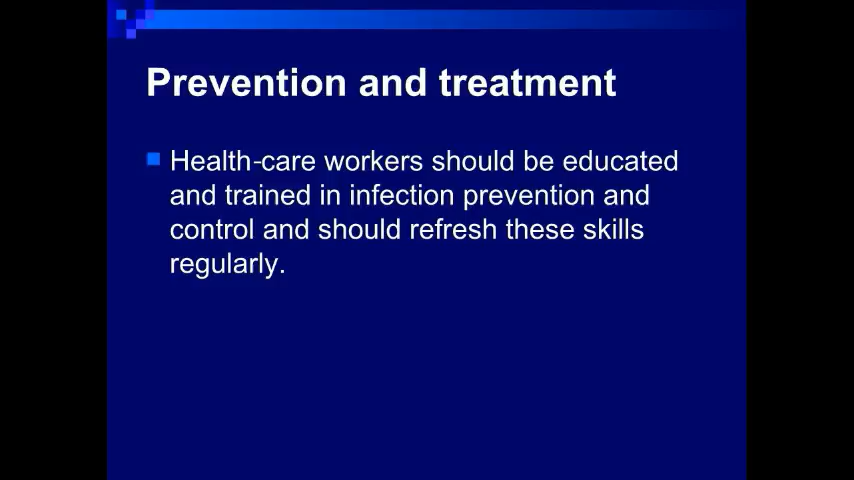 Prevention and treatment
Health-care workers should be educated
and trained in infection prevention and
control and should refresh these skills
regularly.